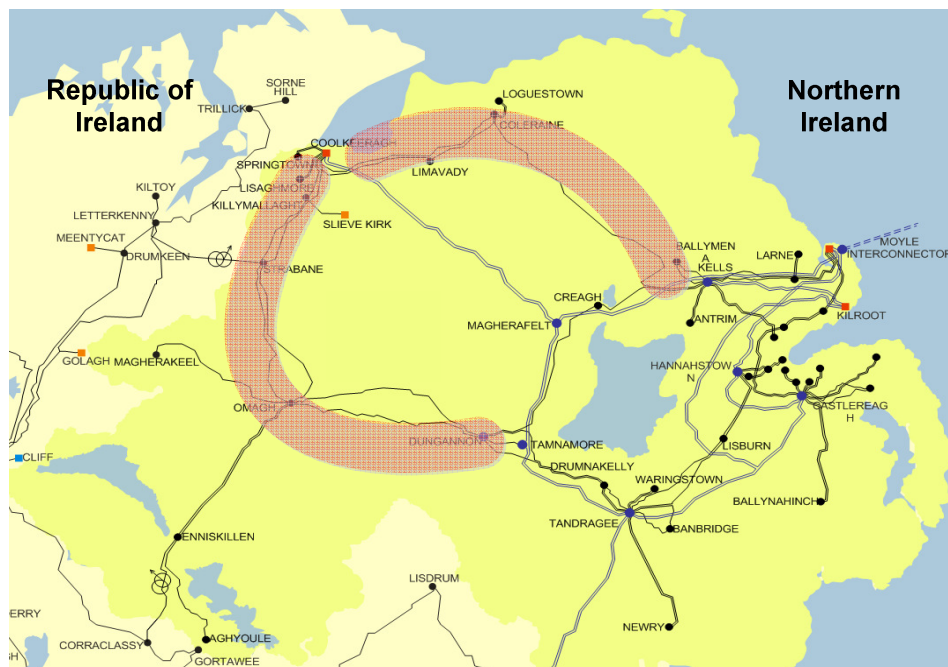 Republic of
Ireland
Northern
Ireland
SORNE
HILL
TRILLICK
LOGUESTOWN
COLERAINE
COOLKEERAGH
SPRINGTOWN
LIMAVADY
LISAGHMORE
KILTOY
KILLYMALLAGHT
LETTERKENNY
SLIEVE KIRK
MEENTYCAT
DRUMKEEN
STRABANE
BALLYMEN
A
KELLS
LARNE
MOYLE
INTERCONNECTOR
CREAGH
ANTRIM
KILROOT
MAGHERAFELT
GOLAGH
MAGHERAKEEL
HANNAHSTOW
N
OMAGH
CASTLEREAG
H
DUNGANNON
TAMNAMORE
LISBURN
CLIFF
DRUMNAKELLY
WARINGSTOWN
BALLYNAHINCH
TANDRAGEE
BANBRIDGE
ENNISKILLEN
LISDRUM
ERRY
NEWRY
AGHYOULE
CORRACLASSY
SH
GORTAWEE